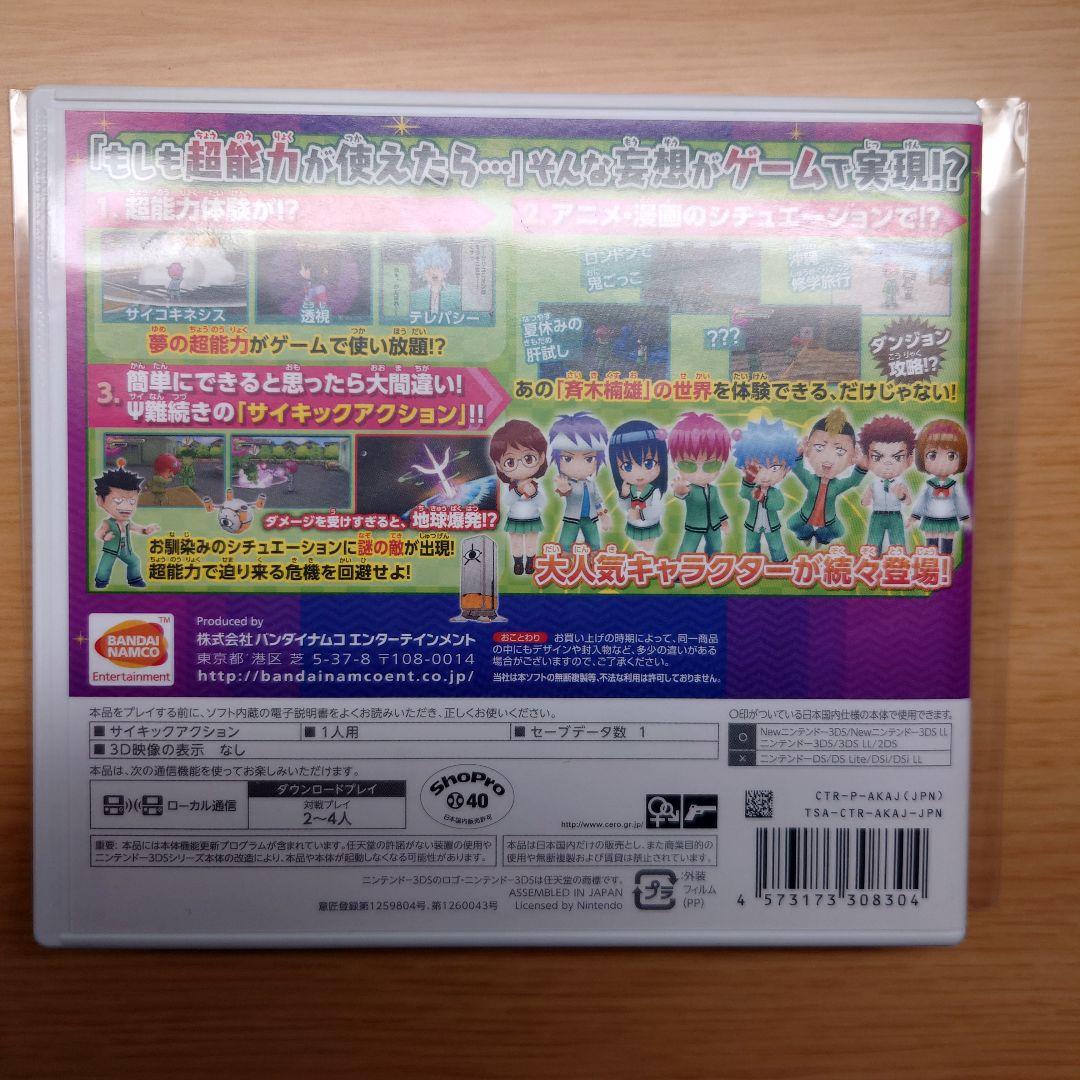 「もしも超能力が使えたら…」そんな妄想がゲームで実現!?
1. 超能力体験が!?
サイコキネシス
透視
テレパシー
夢の超能力がゲームで使い放題!?
2. アニメ・漫画のシチュエーションで!?
ロンドンで
鬼ごっこ
沖縄
修学旅行
夏休みの
肝試し
???
ダンジョン
攻略!?
あの「斉木楠雄」の世界を体験できる、だけじゃない!
3. 簡単にできると思ったら大間違い!
Ψ難続きの「サイキックアクション」!!
ダメージを受けすぎると、地球爆発!?
お馴染みのシチュエーションに謎の敵が出現!
超能力で迫り来る危機を回避せよ!
大人気キャラクターが続々登場!
BANDAI
NAMCO
Entertainment
TM
Produced by
株式会社 バンダイナムコ エンターテインメント
東京都 港区 芝 5-37-8 〒108-0014
http://bandainamcoent.co.jp/
おことわり お買い上げの時期によって、同一商品
の中にもデザインや封入物など、多少の違いがある
場合がございますので、ご了承ください。
当社は本ソフトの無断複製等、不法な利用は許可しておりません。
本品をプレイする前に、ソフト内蔵の電子説明書をよくお読みいただき、正しくお使いください。
■ サイキックアクション
■ 1人用
■ セーブデータ数 1
■ 3D映像の表示 なし
〇印がついている日本国内仕様の本体で使用できます。
○ Newニンテンドー3DS/Newニンテンドー3DS LL
ニンテンドー3DS/3DS LL/2DS
× ニンテンドーDS/DS Lite/DSi/DSi LL
本品は、次の通信機能を使ってお楽しみいただけます。
ローカル通信
ダウンロードプレイ
対戦プレイ
2〜4人
ShoPro
40
日本国内販売許可
http://www.cero.gr.jp/
CTR-P-AKAJ(JPN)
TSA-CTR-AKAJ-JPN
重要: 本品には本体機能更新プログラムが含まれています。任天堂の許諾がない装置の使用や
ニンテンドー3DSシリーズ本体の改造により、本品や本体が起動しなくなる可能性があります。
本品は日本国内だけの販売とし、また商業目的の
使用や無断複製および賃貸は禁止されています。
ニンテンドー3DSのロゴ・ニンテンドー3DSは任天堂の商標です。
ASSEMBLED IN JAPAN
意匠登録第1259804号、第1260043号
Licensed by Nintendo
プラ
:外装
フィルム
(PP)
4 573173 308304